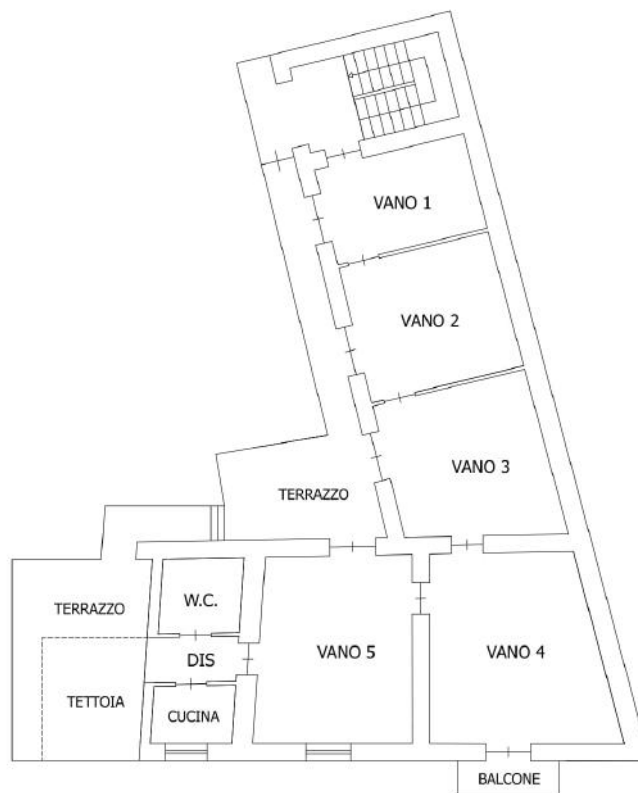 VANO 1
VANO 2
VANO 3
TERRAZZO
TERRAZZO
W.C.
DIS
VANO 5
VANO 4
TETTOIA
CUCINA
BALCONE